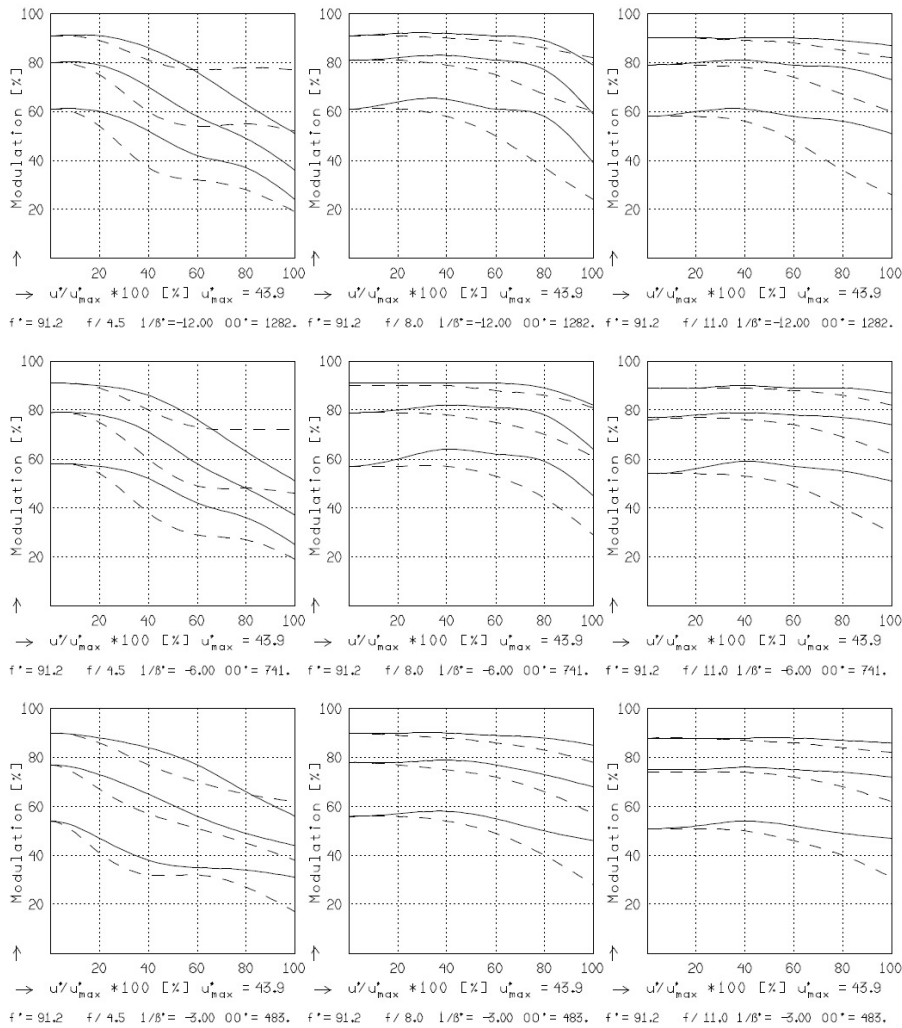 100 100 100
80 80 80
60 60 60
40 40 40
20 20 20
Modulation [%] Modulation [%] Modulation [%]
20 40 60 80 100 20 40 60 80 100 20 40 60 80 100
→ u'/u'max *100 [%] u'max = 43.9 → u'/u'max *100 [%] u'max = 43.9 → u'/u'max *100 [%] u'max = 43.9
f'= 91.2 f/ 4.5 1/ß'=-12.00 OO'= 1282. f'= 91.2 f/ 8.0 1/ß'=-12.00 OO'= 1282. f'= 91.2 f/ 11.0 1/ß'=-12.00 OO'= 1282.
100 100 100
80 80 80
60 60 60
40 40 40
20 20 20
Modulation [%] Modulation [%] Modulation [%]
20 40 60 80 100 20 40 60 80 100 20 40 60 80 100
→ u'/u'max *100 [%] u'max = 43.9 → u'/u'max *100 [%] u'max = 43.9 → u'/u'max *100 [%] u'max = 43.9
f'= 91.2 f/ 4.5 1/ß'= -6.00 OO'= 741. f'= 91.2 f/ 8.0 1/ß'= -6.00 OO'= 741. f'= 91.2 f/ 11.0 1/ß'= -6.00 OO'= 741.
100 100 100
80 80 80
60 60 60
40 40 40
20 20 20
Modulation [%] Modulation [%] Modulation [%]
20 40 60 80 100 20 40 60 80 100 20 40 60 80 100
→ u'/u'max *100 [%] u'max = 43.9 → u'/u'max *100 [%] u'max = 43.9 → u'/u'max *100 [%] u'max = 43.9
f'= 91.2 f/ 4.5 1/ß'= -3.00 OO'= 483. f'= 91.2 f/ 8.0 1/ß'= -3.00 OO'= 483. f'= 91.2 f/ 11.0 1/ß'= -3.00 OO'= 483.